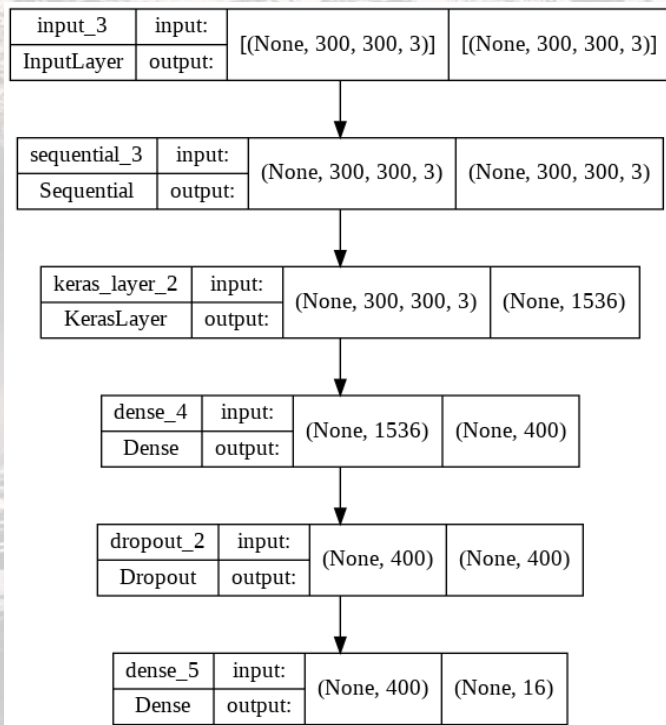 input_3 input: [(None, 300, 300, 3)] [(None, 300, 300, 3)]
InputLayer output:
sequential_3 input: (None, 300, 300, 3) (None, 300, 300, 3)
Sequential output:
keras_layer_2 input: (None, 300, 300, 3) (None, 1536)
KerasLayer output:
dense_4 input: (None, 1536) (None, 400)
Dense output:
dropout_2 input: (None, 400) (None, 400)
Dropout output:
dense_5 input: (None, 400) (None, 16)
Dense output: